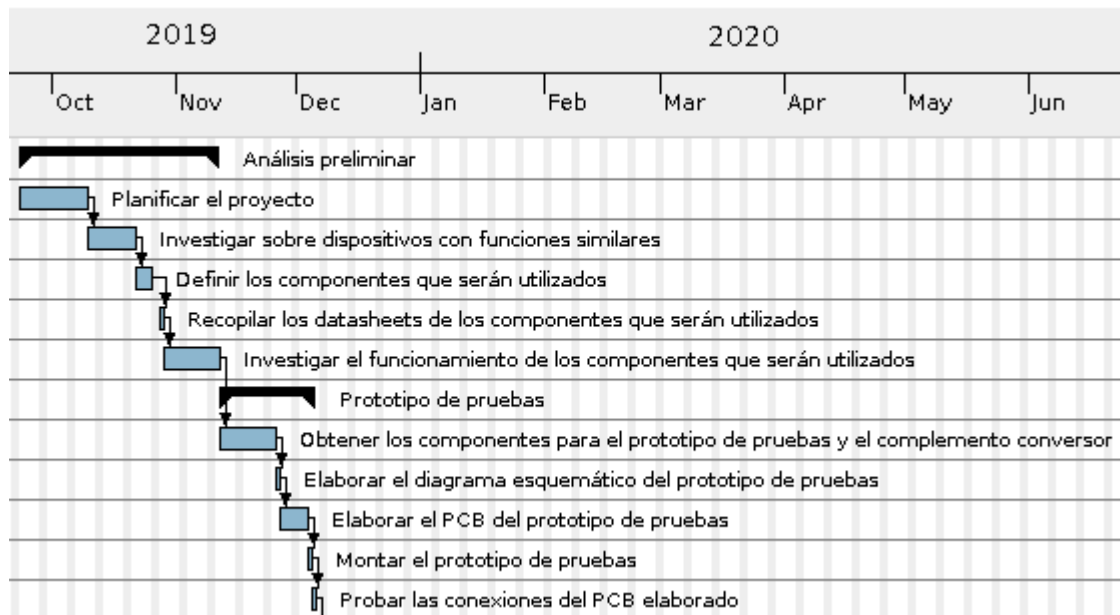 2019 2020
Oct Nov Dec Jan Feb Mar Apr May Jun
Análisis preliminar
Planificar el proyecto
Investigar sobre dispositivos con funciones similares
Definir los componentes que serán utilizados
Recopilar los datasheets de los componentes que serán utilizados
Investigar el funcionamiento de los componentes que serán utilizados
Prototipo de pruebas
Obtener los componentes para el prototipo de pruebas y el complemento conversor
Elaborar el diagrama esquemático del prototipo de pruebas
Elaborar el PCB del prototipo de pruebas
Montar el prototipo de pruebas
Probar las conexiones del PCB elaborado